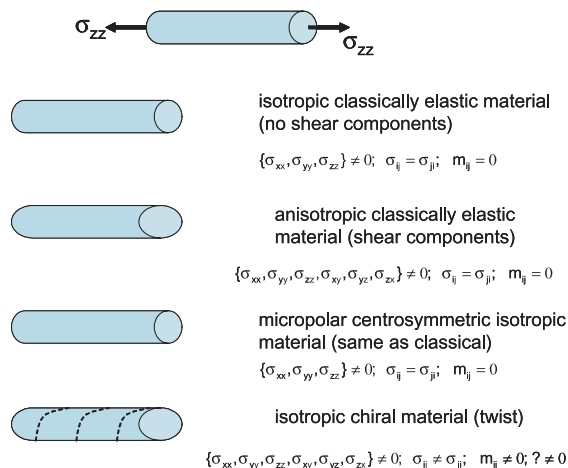 σzz
σzz
isotropic classically elastic material
(no shear components)
{σxx,σyy,σzz} ≠ 0; σij = σji; mij = 0
anisotropic classically elastic
material (shear components)
{σxx,σyy,σzz,σxy,σyz,σzx} ≠ 0; σij = σji; mij = 0
micropolar centrosymmetric isotropic
material (same as classical)
{σxx,σyy,σzz} ≠ 0; σij = σji; mij = 0
isotropic chiral material (twist)
{σxx,σyy,σzz,σxy,σyz,σzx} ≠ 0; σij ≠ σji; mij ≠ 0; ? ≠ 0